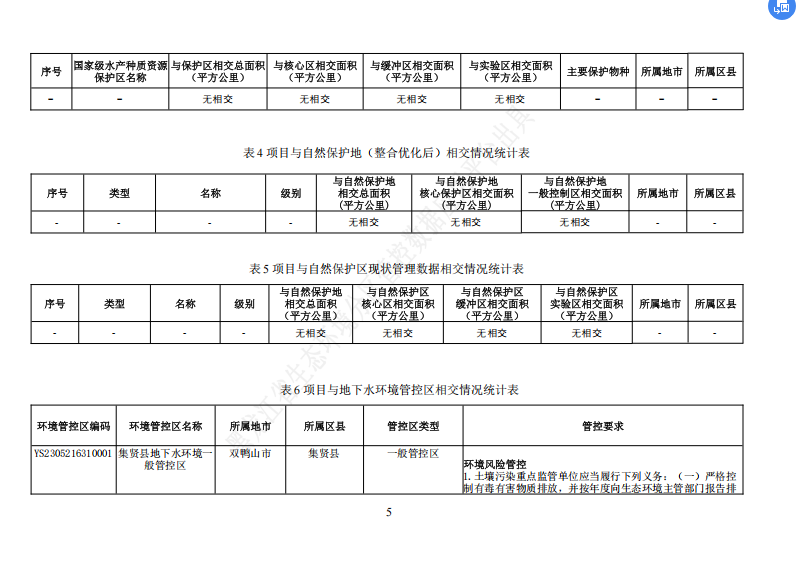 序号 国家级水产种质资源保护区名称 与保护区相交总面积（平方公里） 与核心区相交面积（平方公里） 与缓冲区相交面积（平方公里） 与实验区相交面积（平方公里） 主要保护物种 所属地市 所属区县
- - 无相交 无相交 无相交 无相交 - - -
表4 项目与自然保护地（整合优化后）相交情况统计表
序号 类型 名称 级别 与自然保护地相交总面积（平方公里） 与自然保护地核心保护区相交面积（平方公里） 与自然保护地一般控制区相交面积（平方公里） 所属地市 所属区县
- - - - 无相交 无相交 无相交 - -
表5 项目与自然保护区现状管理数据相交情况统计表
序号 类型 名称 级别 与自然保护地相交总面积（平方公里） 与自然保护区核心区相交面积（平方公里） 与自然保护区缓冲区相交面积（平方公里） 与自然保护区实验区相交面积（平方公里） 所属地市 所属区县
- - - - 无相交 无相交 无相交 无相交 - -
表6 项目与地下水环境管控区相交情况统计表
环境管控区编码 环境管控区名称 所属地市 所属区县 管控区类型 管控要求
YS2305216310001 集贤县地下水环境一般管控区 双鸭山市 集贤县 一般管控区
环境风险管控
1.土壤污染重点监管单位应当履行下列义务：（一）严格控
制有毒有害物质排放，并按年度向生态环境主管部门报告排
5